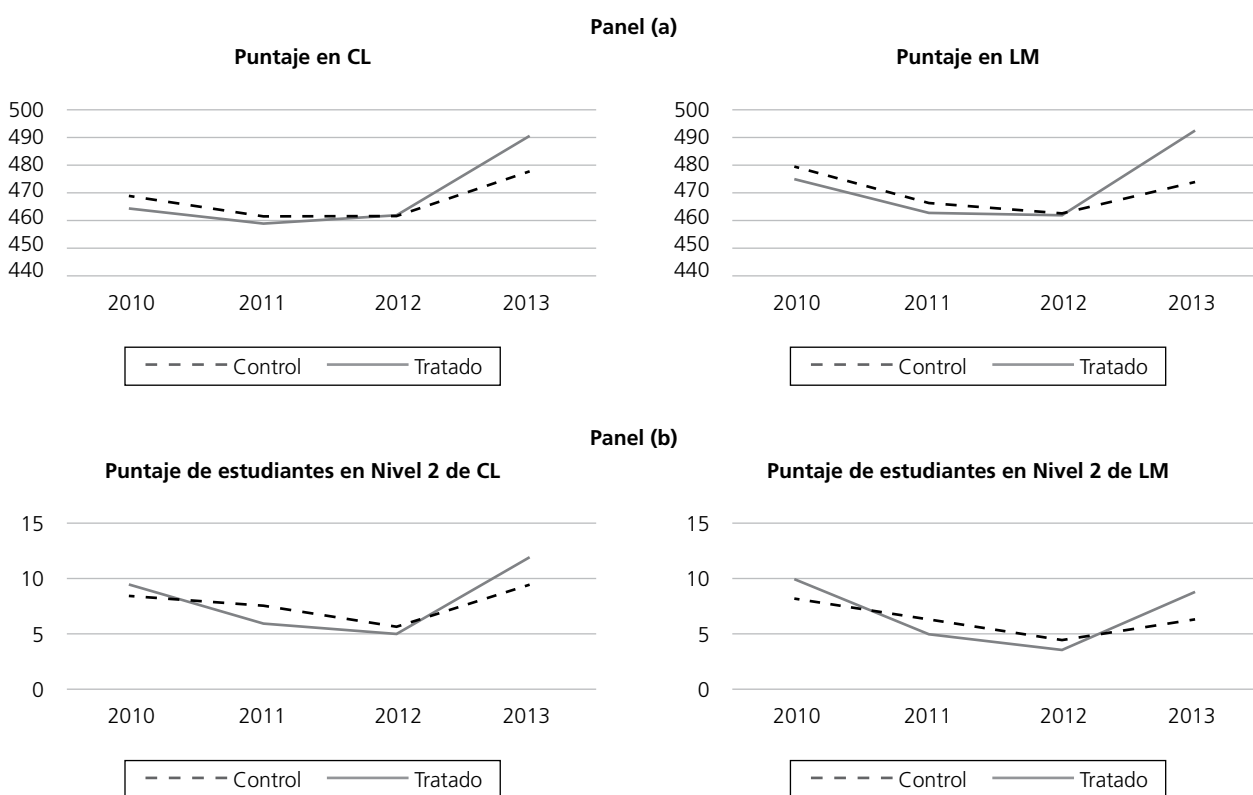 Panel (a)
Puntaje en CL
500
490
480
470
460
450
440
2010 2011 2012 2013
Control Tratado
Puntaje en LM
500
490
480
470
460
450
440
2010 2011 2012 2013
Control Tratado
Panel (b)
Puntaje de estudiantes en Nivel 2 de CL
15
10
5
0
2010 2011 2012 2013
Control Tratado
Puntaje de estudiantes en Nivel 2 de LM
15
10
5
0
2010 2011 2012 2013
Control Tratado